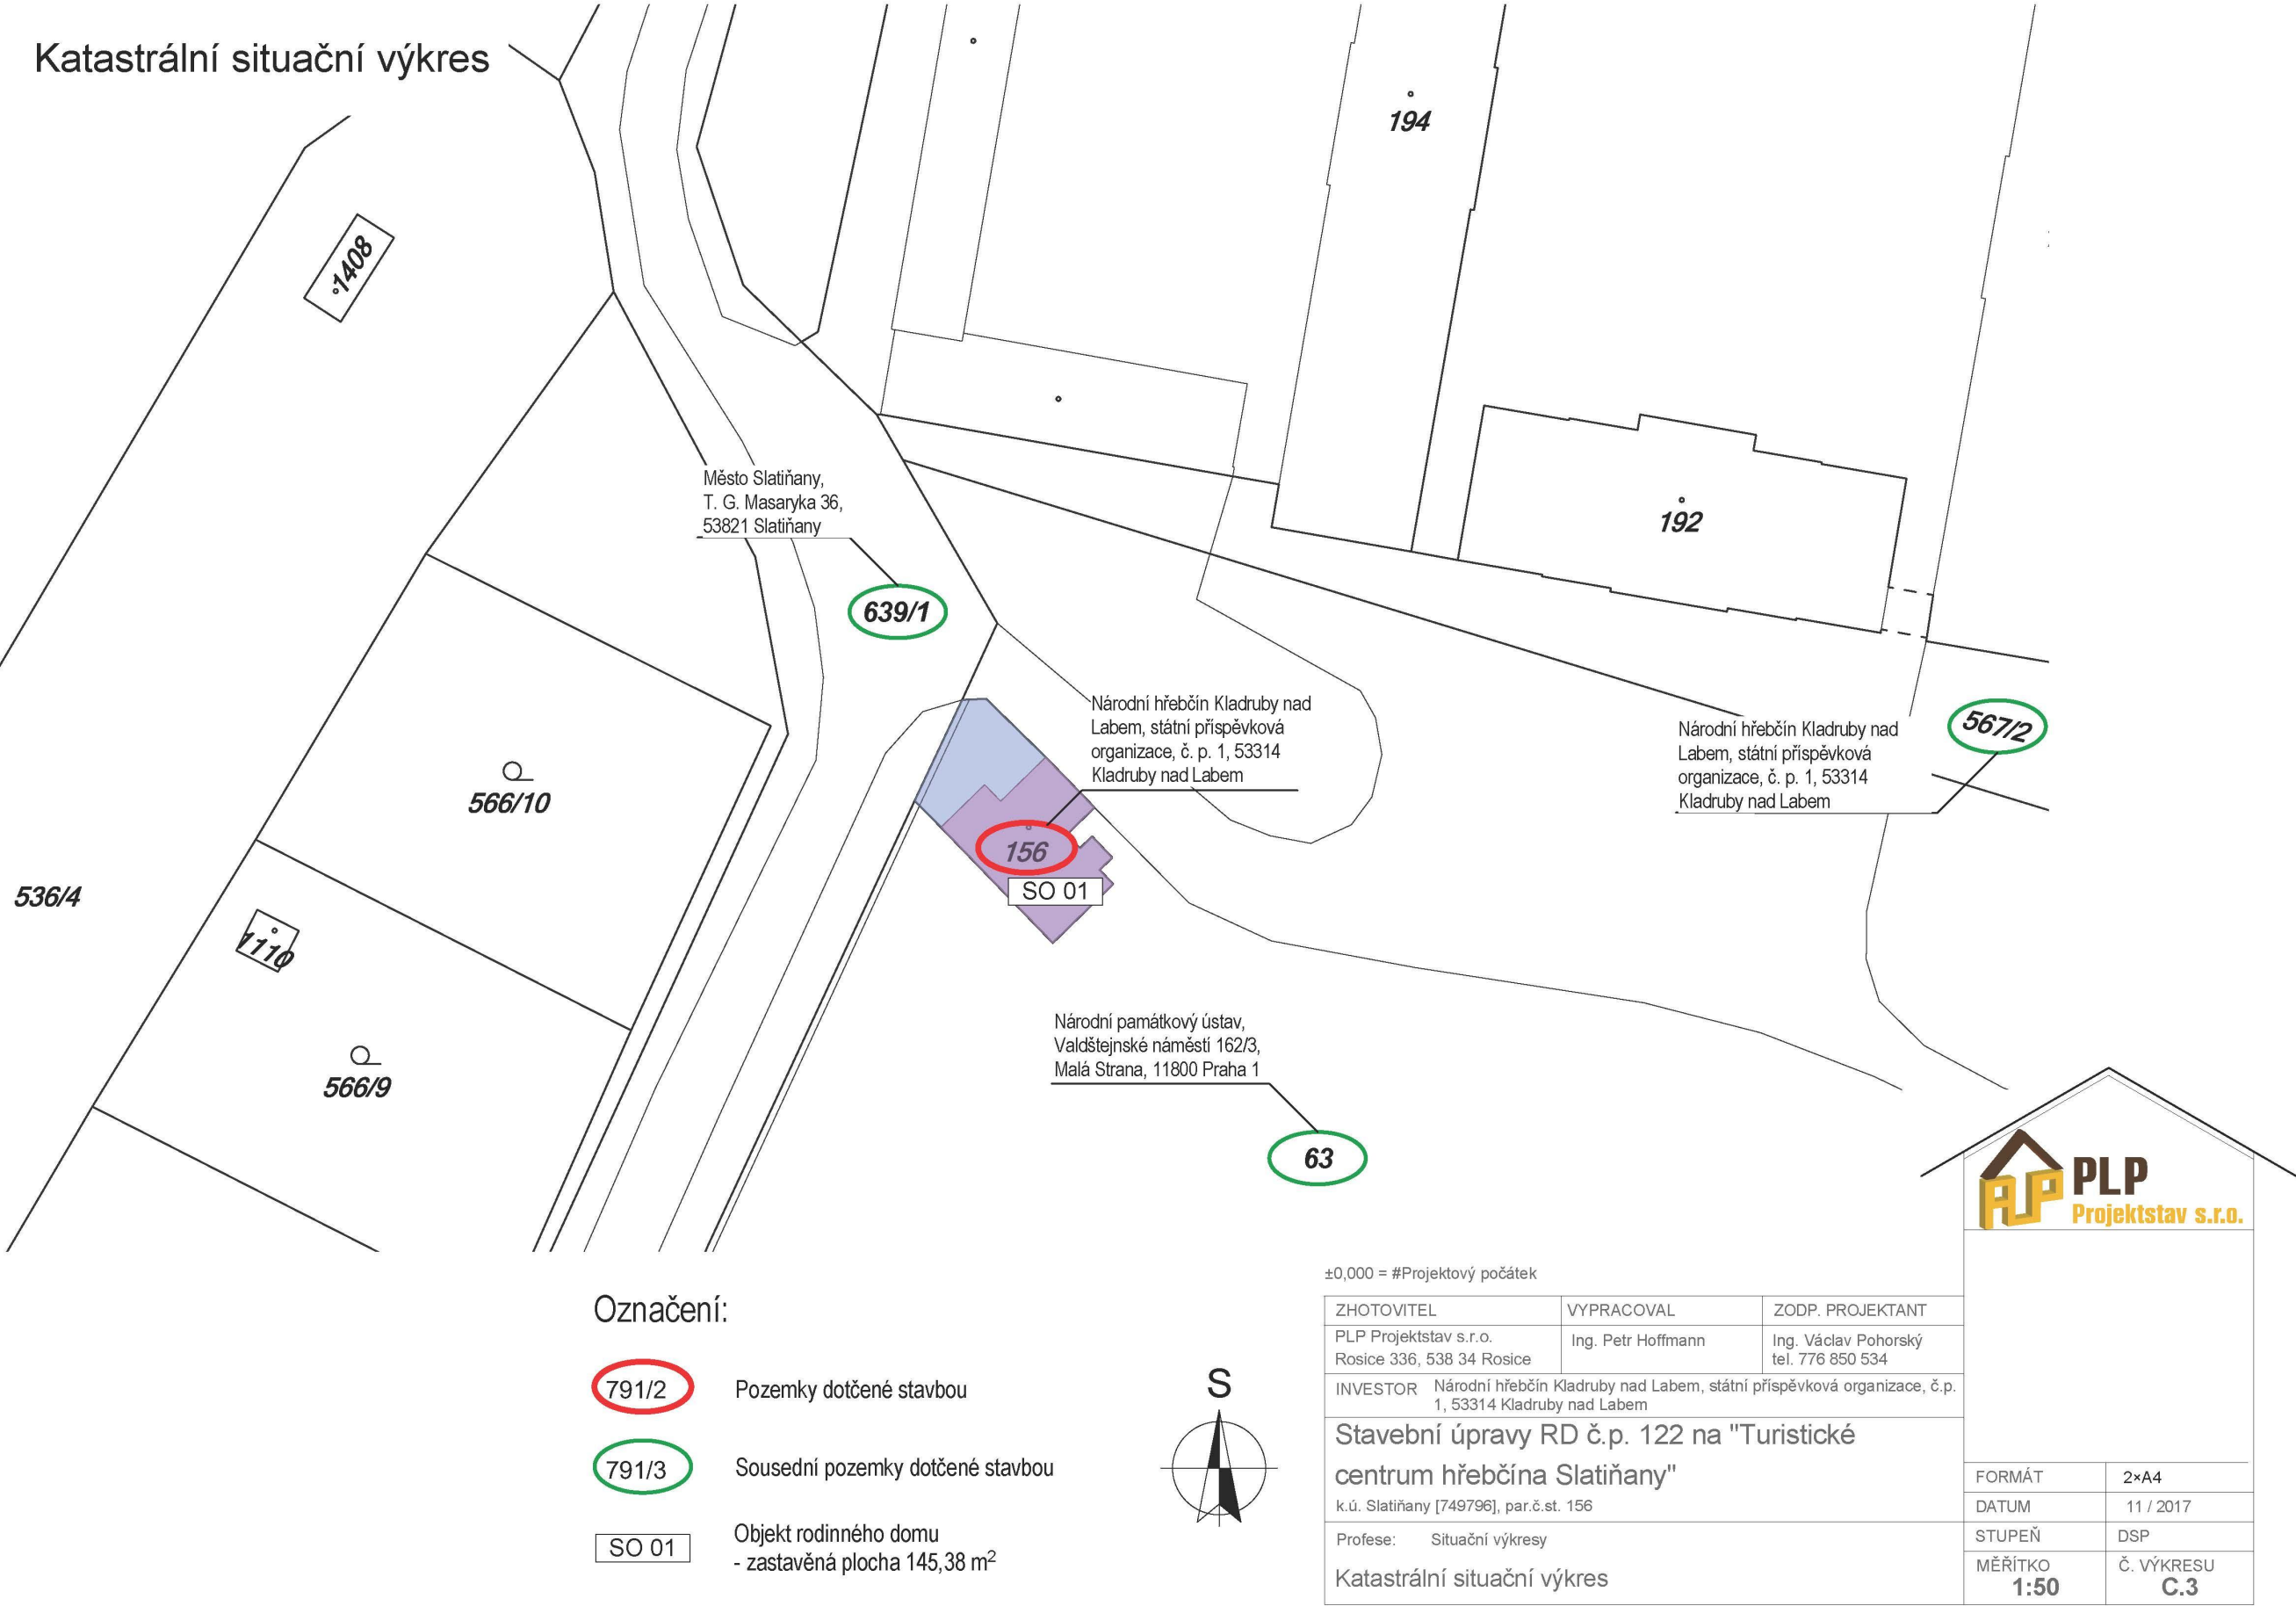 Katastrální situační výkres
194
1408
192
Město Slatiňany,
T. G. Masaryka 36,
53821 Slatiňany
639/1
Národní hřebčín Kladruby nad
Labem, státní příspěvková
organizace, č. p. 1, 53314
Kladruby nad Labem
Národní hřebčín Kladruby nad
Labem, státní příspěvková
organizace, č. p. 1, 53314
Kladruby nad Labem
567/2
566/10
156
SO 01
536/4
1110
566/9
Národní památkový ústav,
Valdštejnské náměstí 162/3,
Malá Strana, 11800 Praha 1
63
PLP
Projektstav s.r.o.
Označení:
791/2
Pozemky dotčené stavbou
791/3
Sousední pozemky dotčené stavbou
SO 01
Objekt rodinného domu
- zastavěná plocha 145,38 m²
S
±0,000 = #Projektový počátek
ZHOTOVITEL
VYPRACOVAL
ZODP. PROJEKTANT
PLP Projektstav s.r.o.
Rosice 336, 538 34 Rosice
Ing. Petr Hoffmann
Ing. Václav Pohorský
tel. 776 850 534
INVESTOR
Národní hřebčín Kladruby nad Labem, státní příspěvková organizace, č.p.
1, 53314 Kladruby nad Labem
Stavební úpravy RD č.p. 122 na "Turistické
centrum hřebčína Slatiňany"
k.ú. Slatiňany [749796], par.č.st. 156
Profese: Situační výkresy
Katastrální situační výkres
FORMÁT
2×A4
DATUM
11 / 2017
STUPEŇ
DSP
MĚŘÍTKO
1:50
Č. VÝKRESU
C.3